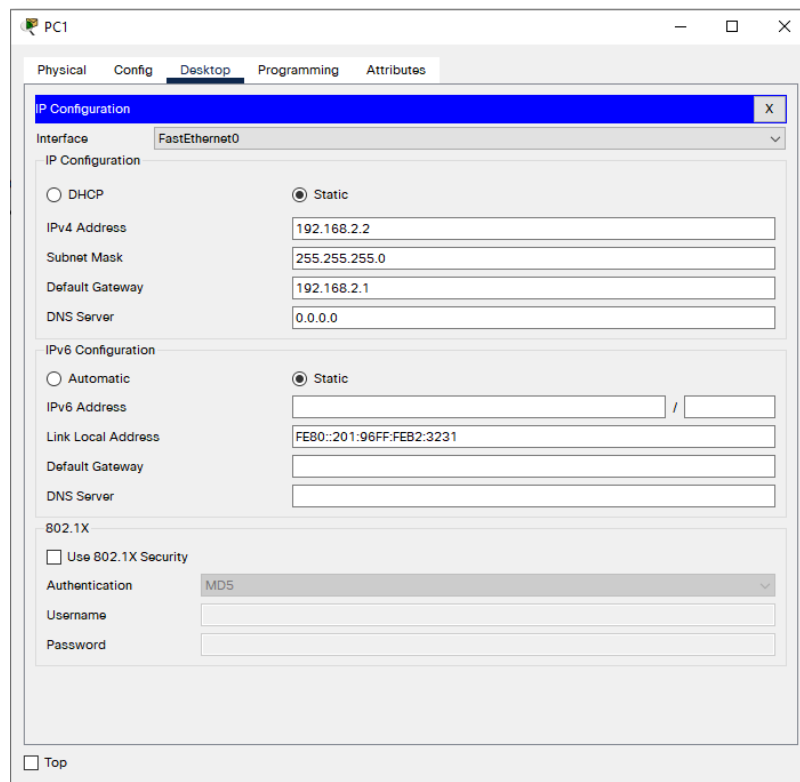 PC1
Physical Config Desktop Programming Attributes
IP Configuration X
Interface FastEthernet0
IP Configuration
DHCP Static
IPv4 Address 192.168.2.2
Subnet Mask 255.255.255.0
Default Gateway 192.168.2.1
DNS Server 0.0.0.0
IPv6 Configuration
Automatic Static
IPv6 Address /
Link Local Address FE80::201:96FF:FEB2:3231
Default Gateway
DNS Server
802.1X
Use 802.1X Security
Authentication MD5
Username
Password
Top